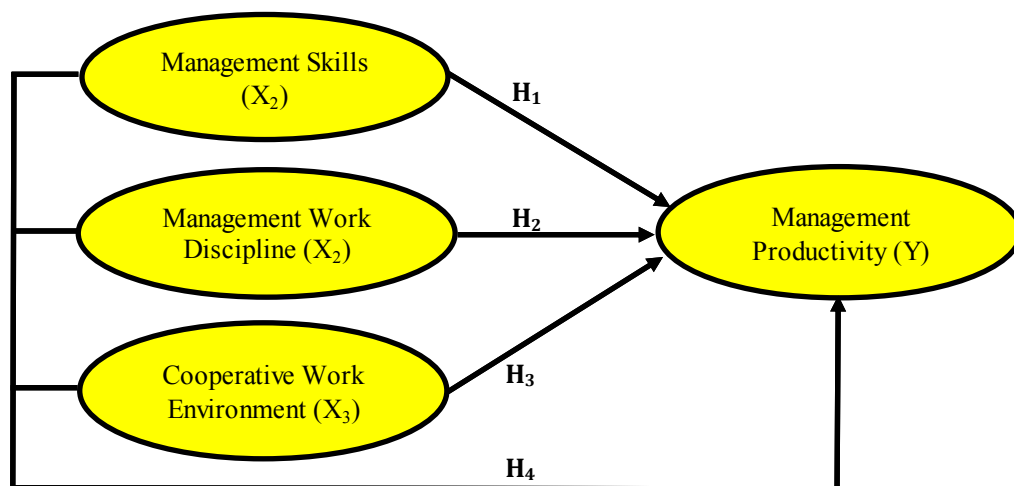 Management Skills
(X₂)
H₁
Management Work
Discipline (X₂)
H₂
Management
Productivity (Y)
Cooperative Work
Environment (X₃)
H₃
H₄